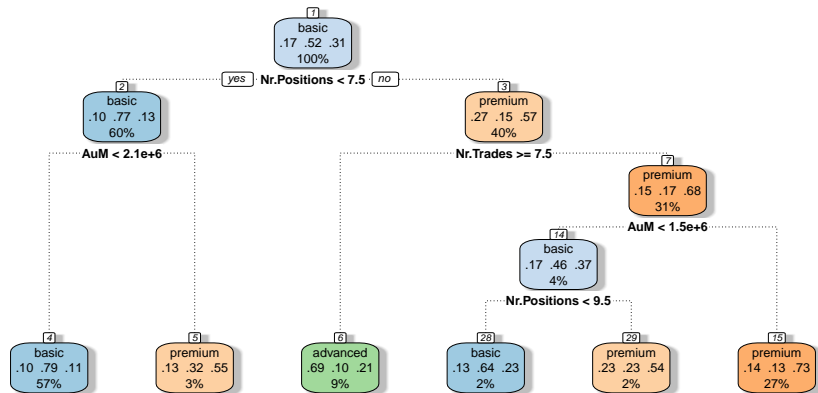 1
basic
.17 .52 .31
100%
yes Nr.Positions < 7.5 no
2
basic
.10 .77 .13
60%
AuM < 2.1e+6
3
premium
.27 .15 .57
40%
Nr.Trades >= 7.5
7
premium
.15 .17 .68
31%
AuM < 1.5e+6
14
basic
.17 .46 .37
4%
Nr.Positions < 9.5
4
basic
.10 .79 .11
57%
5
premium
.13 .32 .55
3%
6
advanced
.69 .10 .21
9%
28
basic
.13 .64 .23
2%
29
premium
.23 .23 .54
2%
15
premium
.14 .13 .73
27%